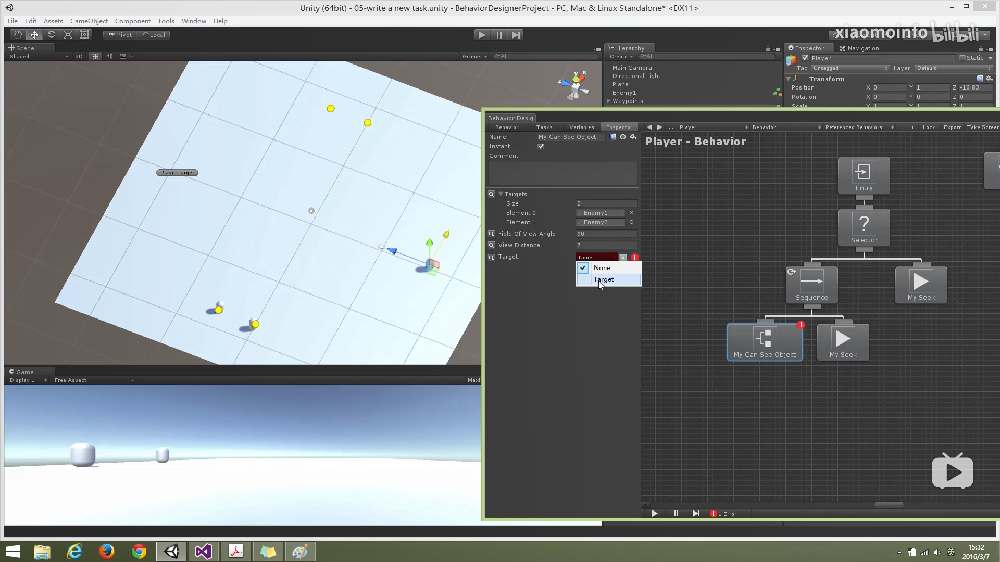 Unity (64bit) - 05-write a new task.unity - BehaviorDesignerProject - PC, Mac & Linux Standalone* <DX11>
File Edit Assets GameObject Component Tools Window Help
Pivot Local
xiaomoinfo bilibili
Scene
Hierarchy
Inspector Navigation
Shaded 2D Gizmos All
Create All
Player Static
Tag Untagged Layer Default
Main Camera
Directional Light
Plane
Enemy1
Waypoints
Transform
Position X 0 Y 1 Z -16.83
Rotation X 0 Y 0 Z 0
Scale X 1 Y 1 Z 1
y x
z
PlayerTarget
Behavior Desig
Behavior Tasks Variables Inspector
... Player Behavior Referenced Behaviors - + Lock Export Take Screen
Name My Can See Object
Instant
Comment
Player - Behavior
Targets
Size 2
Element 0 Enemy1
Element 1 Enemy2
Field Of View Angle 90
View Distance 7
Target None
None
Target
Entry
Selector
Sequence
My Seek
My Can See Object
My Seek
1 Error
Game
Display 1 Free Aspect Maxin
英
15:32
2016/3/7